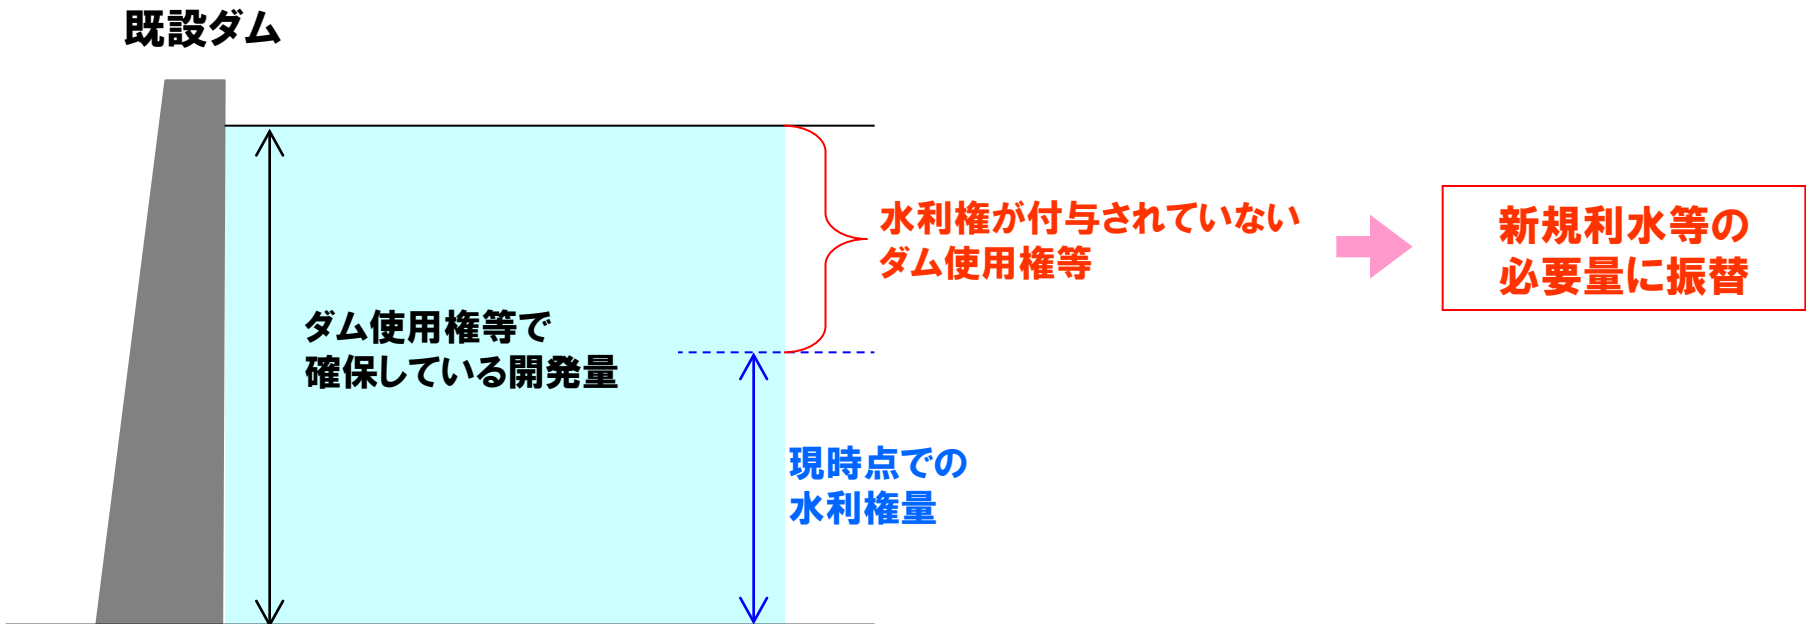 既設ダム
水利権が付与されていない
ダム使用権等
新規利水等の
必要量に振替
ダム使用権等で
確保している開発量
現時点での
水利権量